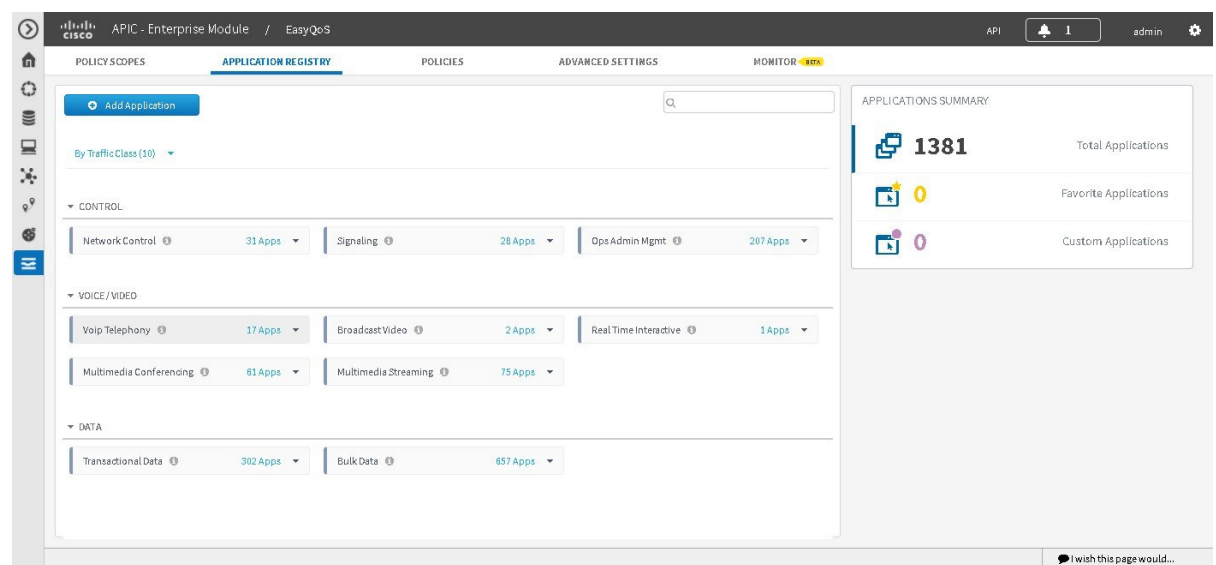 CISCO APIC - Enterprise Module / EasyQoS API 1 admin
POLICY SCOPES APPLICATION REGISTRY POLICIES ADVANCED SETTINGS MONITOR BETA
Add Application
By Traffic Class (10)
CONTROL
Network Control 31 Apps Signaling 28 Apps Ops Admin Mgmt 207 Apps
VOICE / VIDEO
Voip Telephony 17 Apps Broadcast Video 2 Apps Real Time Interactive 1 Apps
Multimedia Conferencing 61 Apps Multimedia Streaming 75 Apps
DATA
Transactional Data 302 Apps Bulk Data 657 Apps
APPLICATIONS SUMMARY
1381 Total Applications
0 Favorite Applications
0 Custom Applications
I wish this page would...